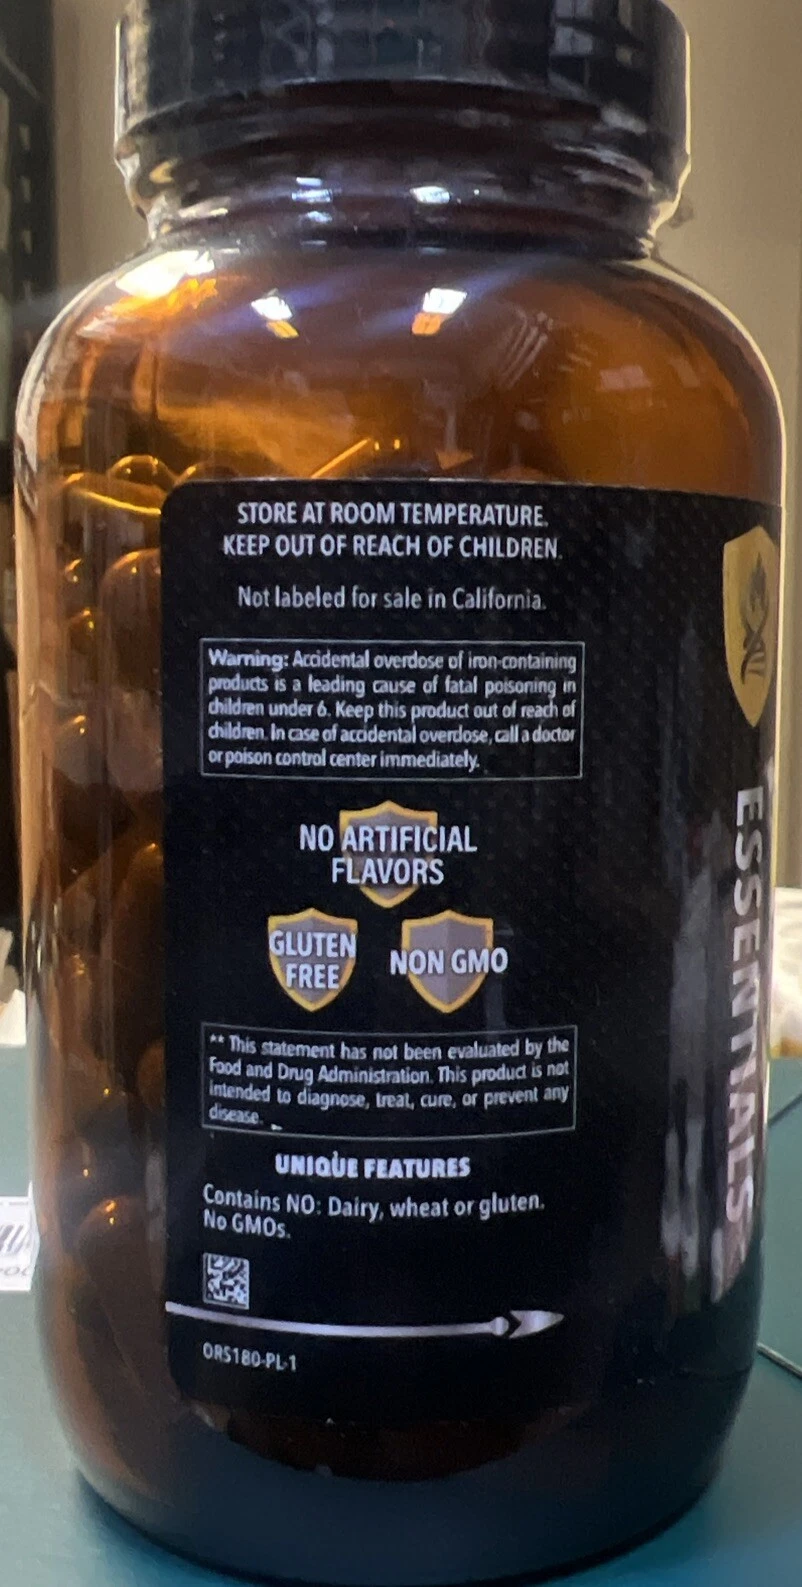 STORE AT ROOM TEMPERATURE.
KEEP OUT OF REACH OF CHILDREN.
Not labeled for sale in California.
Warning: Accidental overdose of iron-containing
products is a leading cause of fatal poisoning in
children under 6. Keep this product out of reach of
children. In case of accidental overdose, call a doctor
or poison control center immediately.
NO ARTIFICIAL
FLAVORS
GLUTEN
FREE
NON GMO
** This statement has not been evaluated by the
Food and Drug Administration. This product is not
intended to diagnose, treat, cure, or prevent any
disease.
UNIQUE FEATURES
Contains NO: Dairy, wheat or gluten.
No GMOs.
ORS180-PL-1
ESSENTIALS